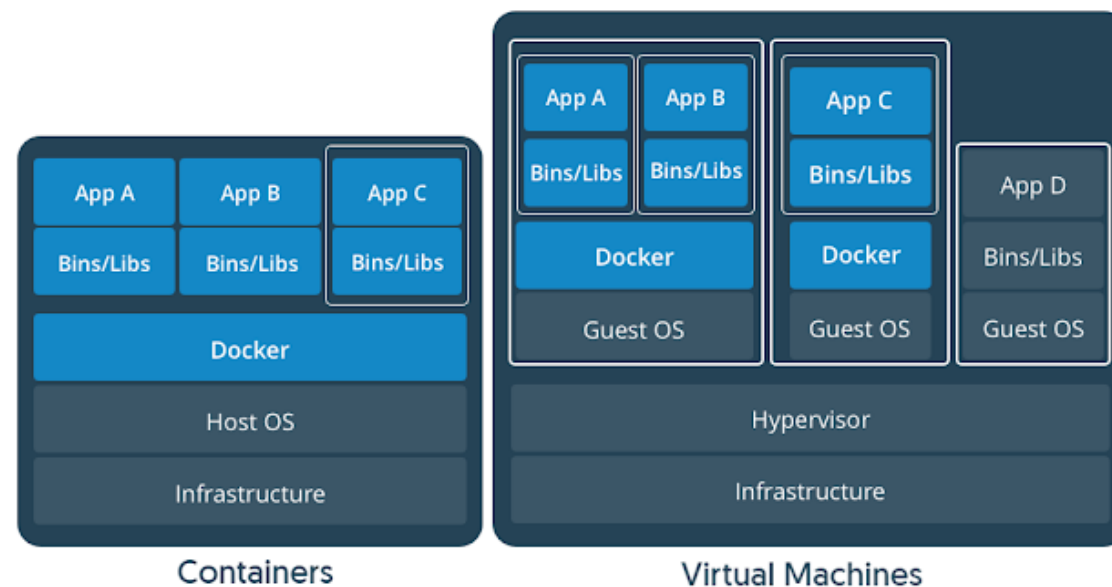 App A
App B
App C
Bins/Libs
Bins/Libs
Bins/Libs
Docker
Host OS
Infrastructure
Containers
App A
App B
Bins/Libs
Bins/Libs
Docker
Guest OS
App C
Bins/Libs
Docker
Guest OS
App D
Bins/Libs
Guest OS
Hypervisor
Infrastructure
Virtual Machines